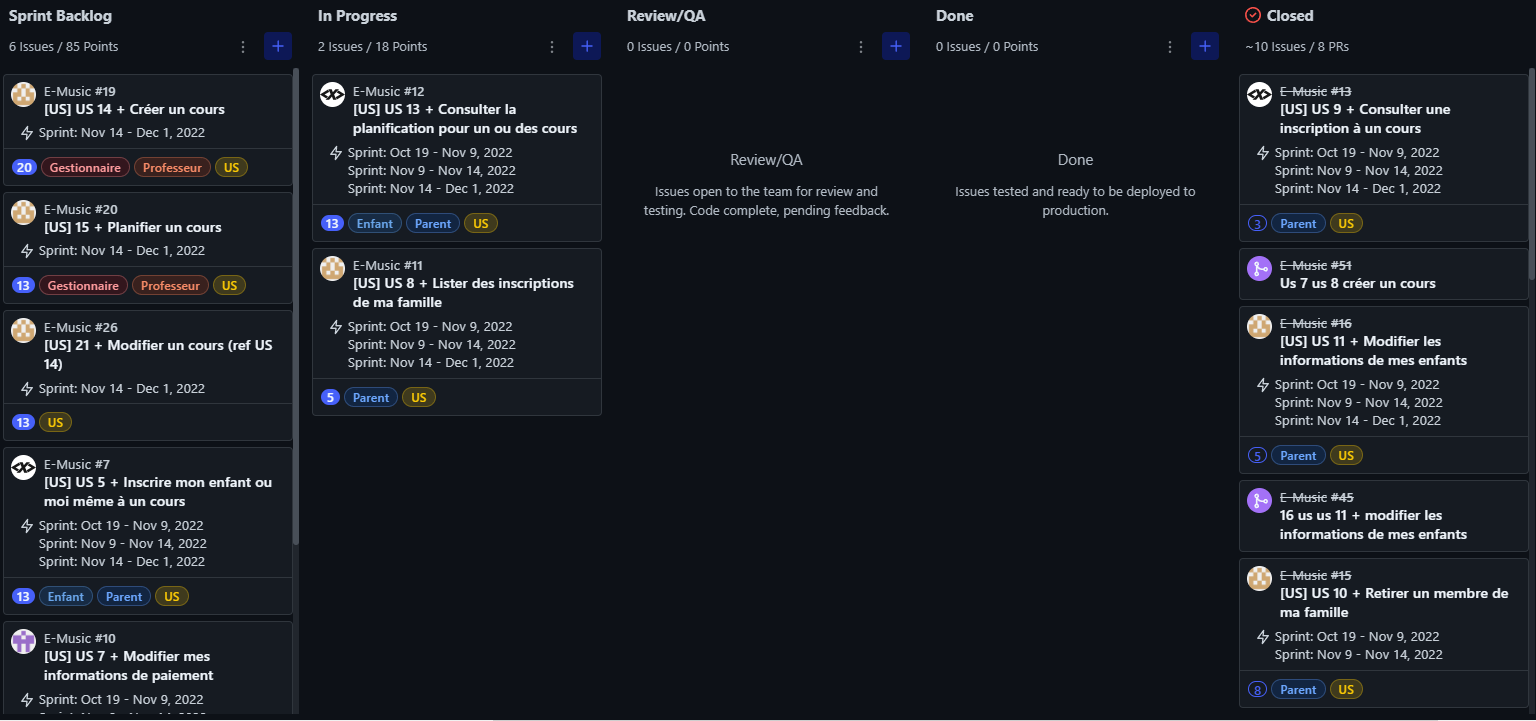 Sprint Backlog
6 Issues / 85 Points
E-Music #19
[US] US 14 + Créer un cours
Sprint: Nov 14 - Dec 1, 2022
20 Gestionnaire Professeur US
E-Music #20
[US] 15 + Planifier un cours
Sprint: Nov 14 - Dec 1, 2022
13 Gestionnaire Professeur US
E-Music #26
[US] 21 + Modifier un cours (ref US
14)
Sprint: Nov 14 - Dec 1, 2022
13 US
E-Music #7
[US] US 5 + Inscrire mon enfant ou
moi même à un cours
Sprint: Oct 19 - Nov 9, 2022
Sprint: Nov 9 - Nov 14, 2022
Sprint: Nov 14 - Dec 1, 2022
13 Enfant Parent US
E-Music #10
[US] US 7 + Modifier mes
informations de paiement
Sprint: Oct 19 - Nov 9, 2022
In Progress
2 Issues / 18 Points
E-Music #12
[US] US 13 + Consulter la
planification pour un ou des cours
Sprint: Oct 19 - Nov 9, 2022
Sprint: Nov 9 - Nov 14, 2022
Sprint: Nov 14 - Dec 1, 2022
13 Enfant Parent US
E-Music #11
[US] US 8 + Lister des inscriptions
de ma famille
Sprint: Oct 19 - Nov 9, 2022
Sprint: Nov 9 - Nov 14, 2022
Sprint: Nov 14 - Dec 1, 2022
5 Parent US
Review/QA
0 Issues / 0 Points
Review/QA
Issues open to the team for review and
testing. Code complete, pending feedback.
Done
0 Issues / 0 Points
Done
Issues tested and ready to be deployed to
production.
Closed
~10 Issues / 8 PRs
E-Music #13
[US] US 9 + Consulter une
inscription à un cours
Sprint: Oct 19 - Nov 9, 2022
Sprint: Nov 9 - Nov 14, 2022
Sprint: Nov 14 - Dec 1, 2022
3 Parent US
E-Music #51
Us 7 us 8 créer un cours
E-Music #16
[US] US 11 + Modifier les
informations de mes enfants
Sprint: Oct 19 - Nov 9, 2022
Sprint: Nov 9 - Nov 14, 2022
Sprint: Nov 14 - Dec 1, 2022
5 Parent US
E-Music #45
16 us us 11 + modifier les
informations de mes enfants
E-Music #15
[US] US 10 + Retirer un membre de
ma famille
Sprint: Oct 19 - Nov 9, 2022
Sprint: Nov 9 - Nov 14, 2022
8 Parent US